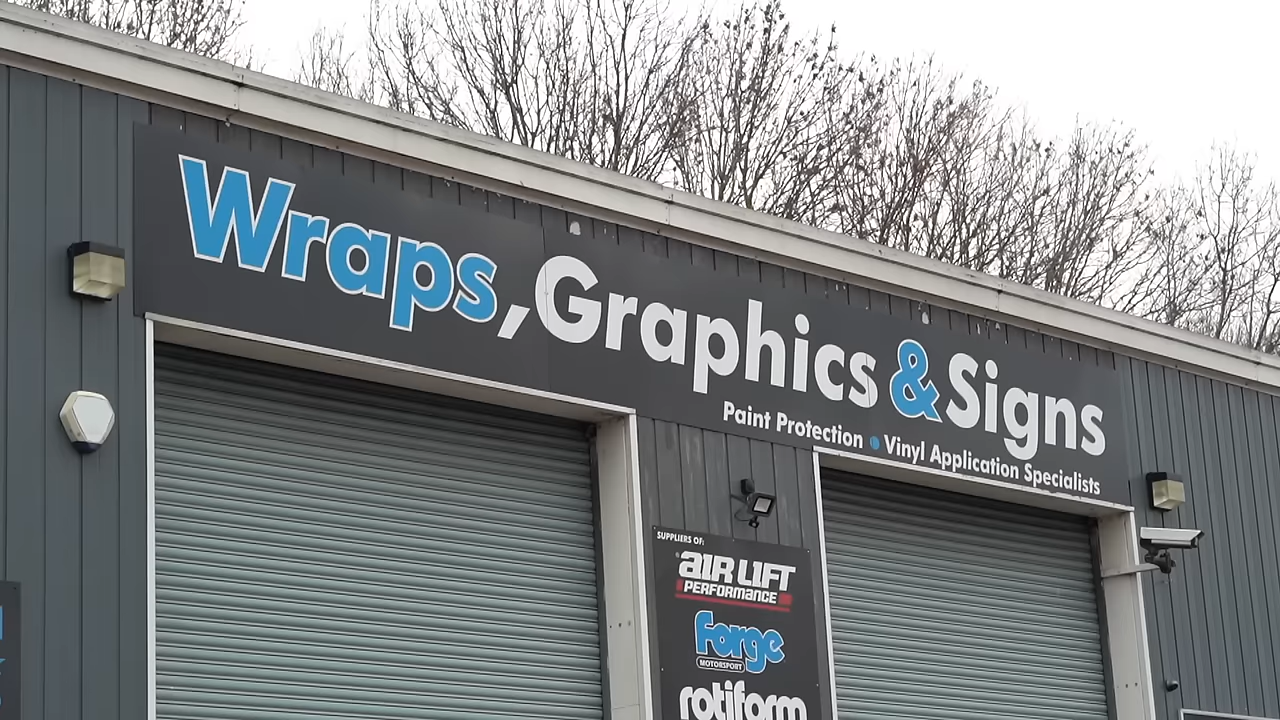 Wraps, Graphics & Signs
Paint Protection • Vinyl Application Specialists
SUPPLIERS OF:
AIR LIFT
PERFORMANCE
forge
MOTORSPORT
rotiform